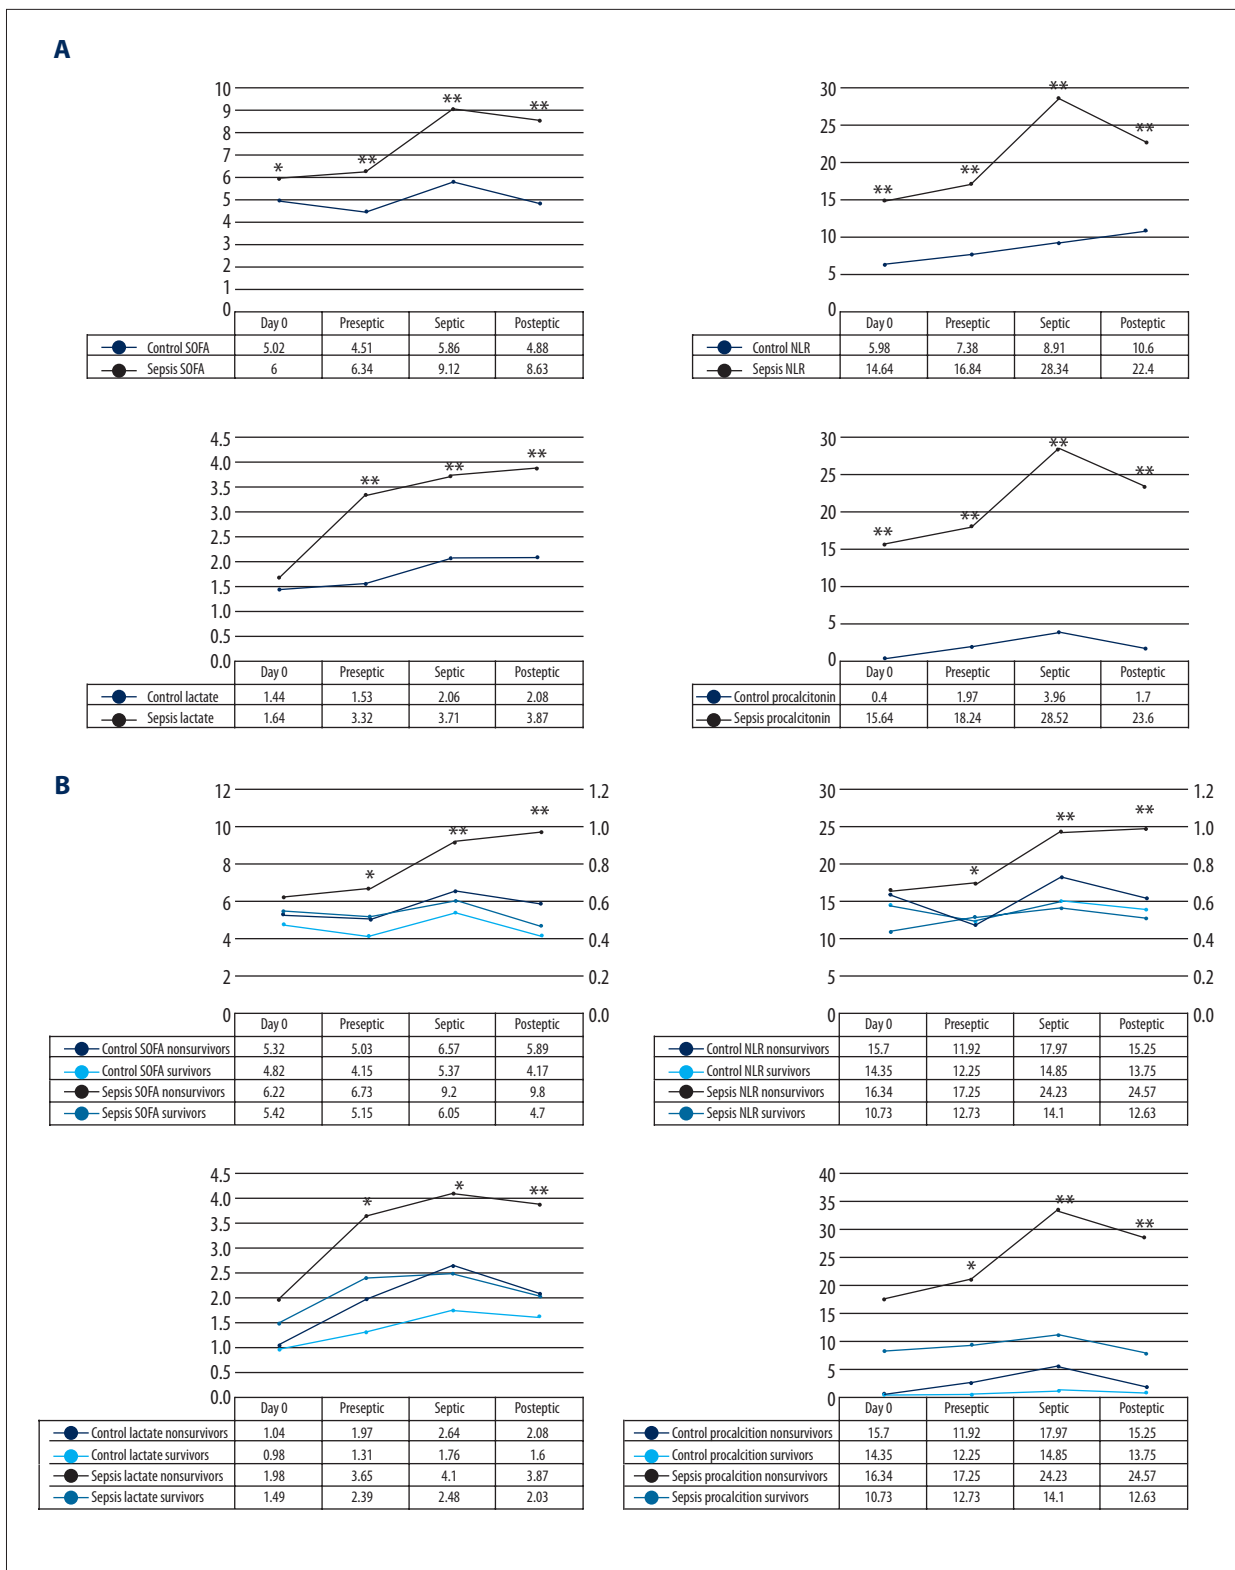 A
10
9
8
7
6
5
4
3
2
1
0
* ** ** **
Day 0 Preseptic Septic Posteptic
Control SOFA 5.02 4.51 5.86 4.88
Sepsis SOFA 6 6.34 9.12 8.63
30
25
20
15
10
5
0
** ** ** **
Day 0 Preseptic Septic Posteptic
Control NLR 5.98 7.38 8.91 10.6
Sepsis NLR 14.64 16.84 28.34 22.4
4.5
4.0
3.5
3.0
2.5
2.0
1.5
1.0
0.5
0.0
** ** **
Day 0 Preseptic Septic Posteptic
Control lactate 1.44 1.53 2.06 2.08
Sepsis lactate 1.64 3.32 3.71 3.87
30
25
20
15
10
5
0
** ** ** **
Day 0 Preseptic Septic Posteptic
Control procalcitonin 0.4 1.97 3.96 1.7
Sepsis procalcitonin 15.64 18.24 28.52 23.6
B
12 1.2
10 1.0
8 0.8
6 0.6
4 0.4
2 0.2
0 0.0
* ** **
Day 0 Preseptic Septic Posteptic
Control SOFA nonsurvivors 5.32 5.03 6.57 5.89
Control SOFA survivors 4.82 4.15 5.37 4.17
Sepsis SOFA nonsurvivors 6.22 6.73 9.2 9.8
Sepsis SOFA survivors 5.42 5.15 6.05 4.7
30 1.2
25 1.0
20 0.8
15 0.6
10 0.4
5 0.2
0 0.0
* ** **
Day 0 Preseptic Septic Posteptic
Control NLR nonsurvivors 15.7 11.92 17.97 15.25
Control NLR survivors 14.35 12.25 14.85 13.75
Sepsis NLR nonsurvivors 16.34 17.25 24.23 24.57
Sepsis NLR survivors 10.73 12.73 14.1 12.63
4.5
4.0
3.5
3.0
2.5
2.0
1.5
1.0
0.5
0.0
* * **
Day 0 Preseptic Septic Posteptic
Control lactate nonsurvivors 1.04 1.97 2.64 2.08
Control lactate survivors 0.98 1.31 1.76 1.6
Sepsis lactate nonsurvivors 1.98 3.65 4.1 3.87
Sepsis lactate survivors 1.49 2.39 2.48 2.03
40
35
30
25
20
15
10
5
0
* ** **
Day 0 Preseptic Septic Posteptic
Control procalcition nonsurvivors 15.7 11.92 17.97 15.25
Control procalcition survivors 14.35 12.25 14.85 13.75
Sepsis procalcition nonsurvivors 16.34 17.25 24.23 24.57
Sepsis procalcition survivors 10.73 12.73 14.1 12.63